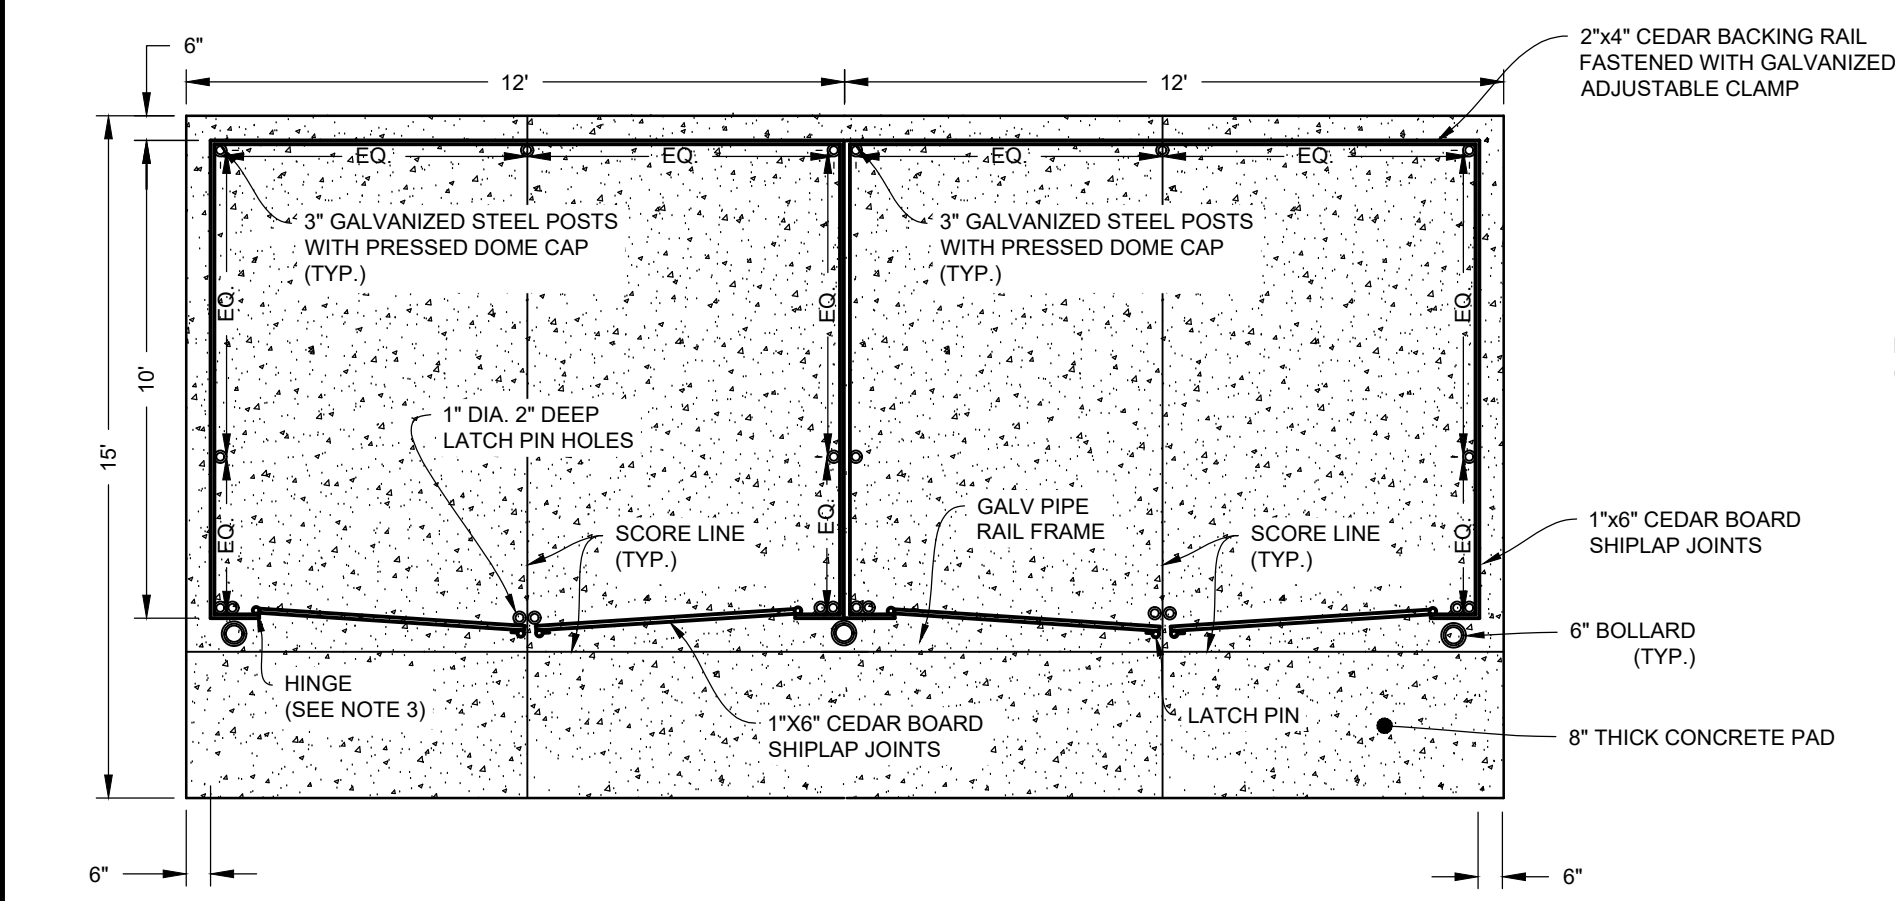 6"
12'
12'
2"x4" CEDAR BACKING RAIL
FASTENED WITH GALVANIZED
ADJUSTABLE CLAMP
EQ.
EQ.
EQ.
EQ.
3" GALVANIZED STEEL POSTS
WITH PRESSED DOME CAP
(TYP.)
3" GALVANIZED STEEL POSTS
WITH PRESSED DOME CAP
(TYP.)
EQ.
EQ.
EQ.
10'
15'
1" DIA. 2" DEEP
LATCH PIN HOLES
GALV PIPE
RAIL FRAME
SCORE LINE
(TYP.)
SCORE LINE
(TYP.)
EQ.
EQ.
EQ.
1"x6" CEDAR BOARD
SHIPLAP JOINTS
6" BOLLARD
(TYP.)
HINGE
(SEE NOTE 3)
1"X6" CEDAR BOARD
SHIPLAP JOINTS
LATCH PIN
8" THICK CONCRETE PAD
6"
6"